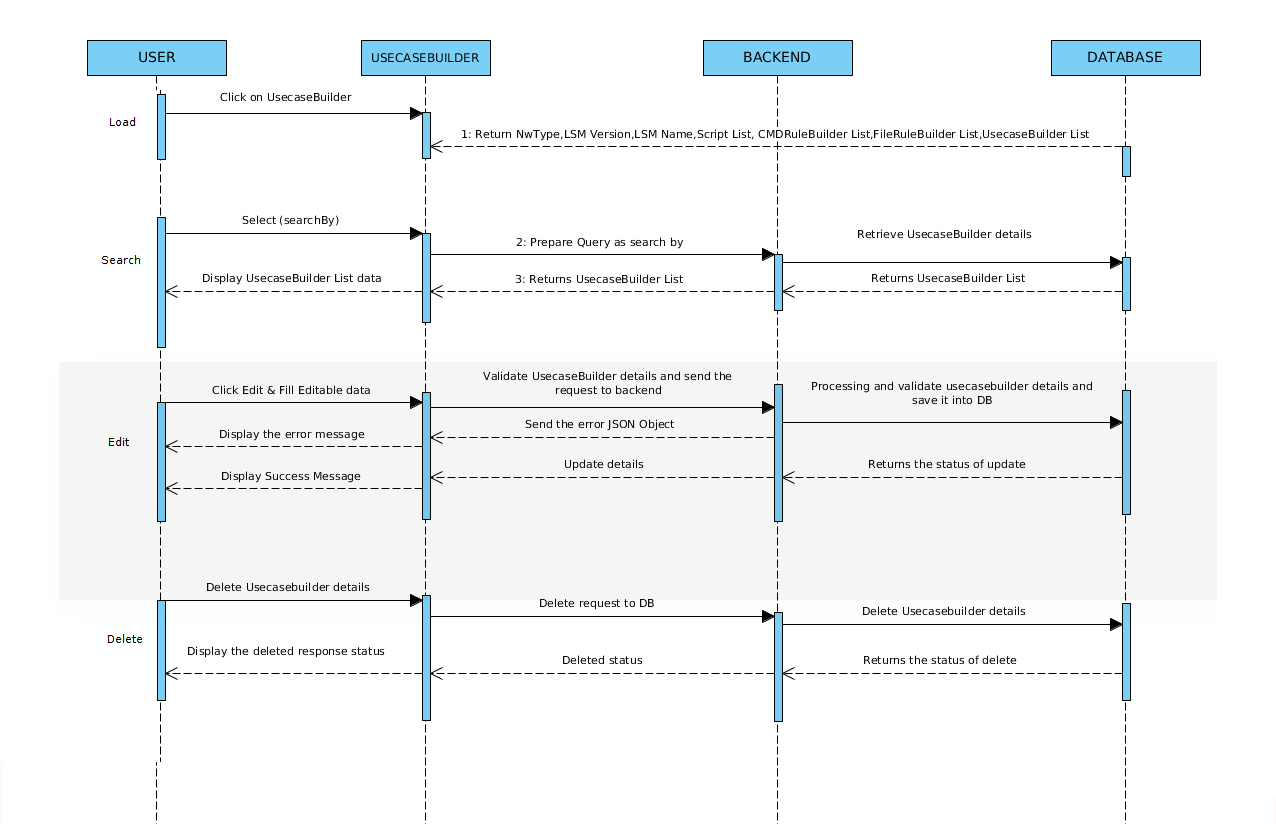 USER
USECASEBUILDER
BACKEND
DATABASE
Click on UsecaseBuilder
Load
1: Return NwType,LSM Version,LSM Name,Script List, CMDRuleBuilder List,FileRuleBuilder List,UsecaseBuilder List
Select (searchBy)
2: Prepare Query as search by
Retrieve UsecaseBuilder details
Search
Display UsecaseBuilder List data
3: Returns UsecaseBuilder List
Returns UsecaseBuilder List
Click Edit & Fill Editable data
Validate UsecaseBuilder details and send the
request to backend
Processing and validate usecasebuilder details and
save it into DB
Edit
Display the error message
Send the error JSON Object
Display Success Message
Update details
Returns the status of update
Delete Usecasebuilder details
Delete request to DB
Delete Usecasebuilder details
Delete
Display the deleted response status
Deleted status
Returns the status of delete